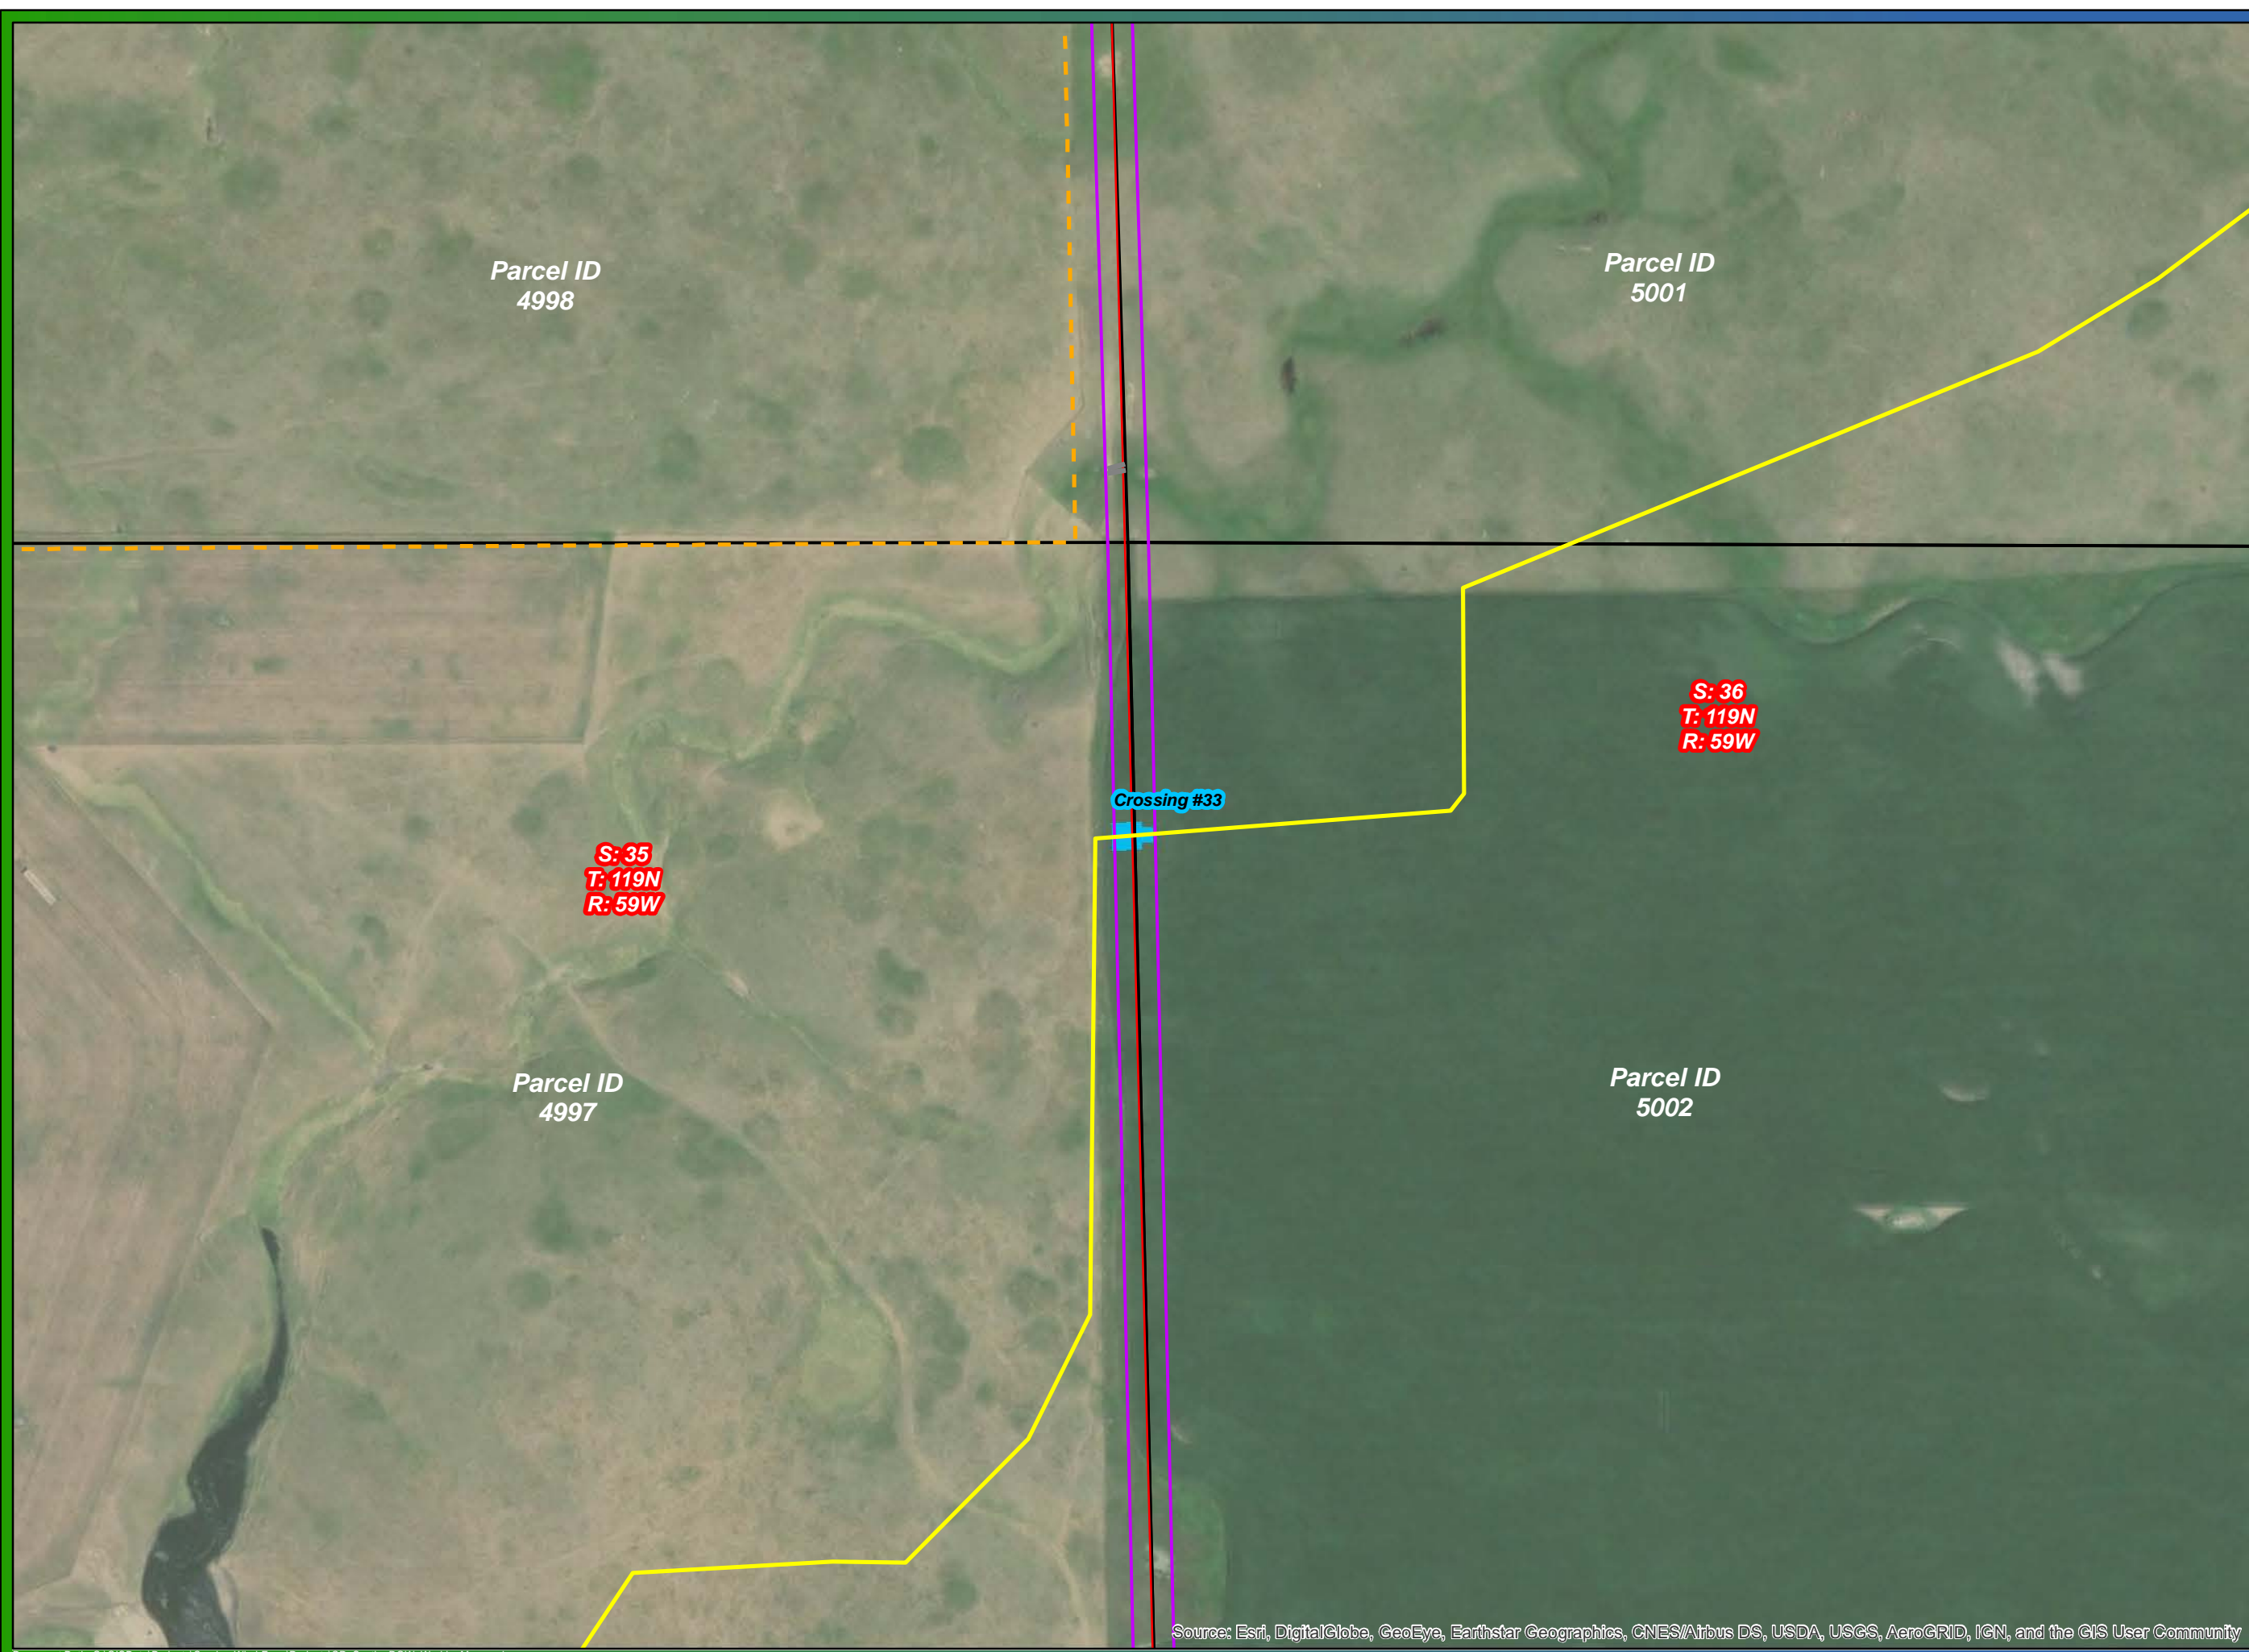 Parcel ID
4998
Parcel ID
5001
S: 36
T: 119N
R: 59W
Crossing #33
S: 35
T: 119N
R: 59W
Parcel ID
4997
Parcel ID
5002
Source: Esri, DigitalGlobe, GeoEye, Earthstar Geographics, CNES/Airbus DS, USDA, USGS, AeroGRID, IGN, and the GIS User Community